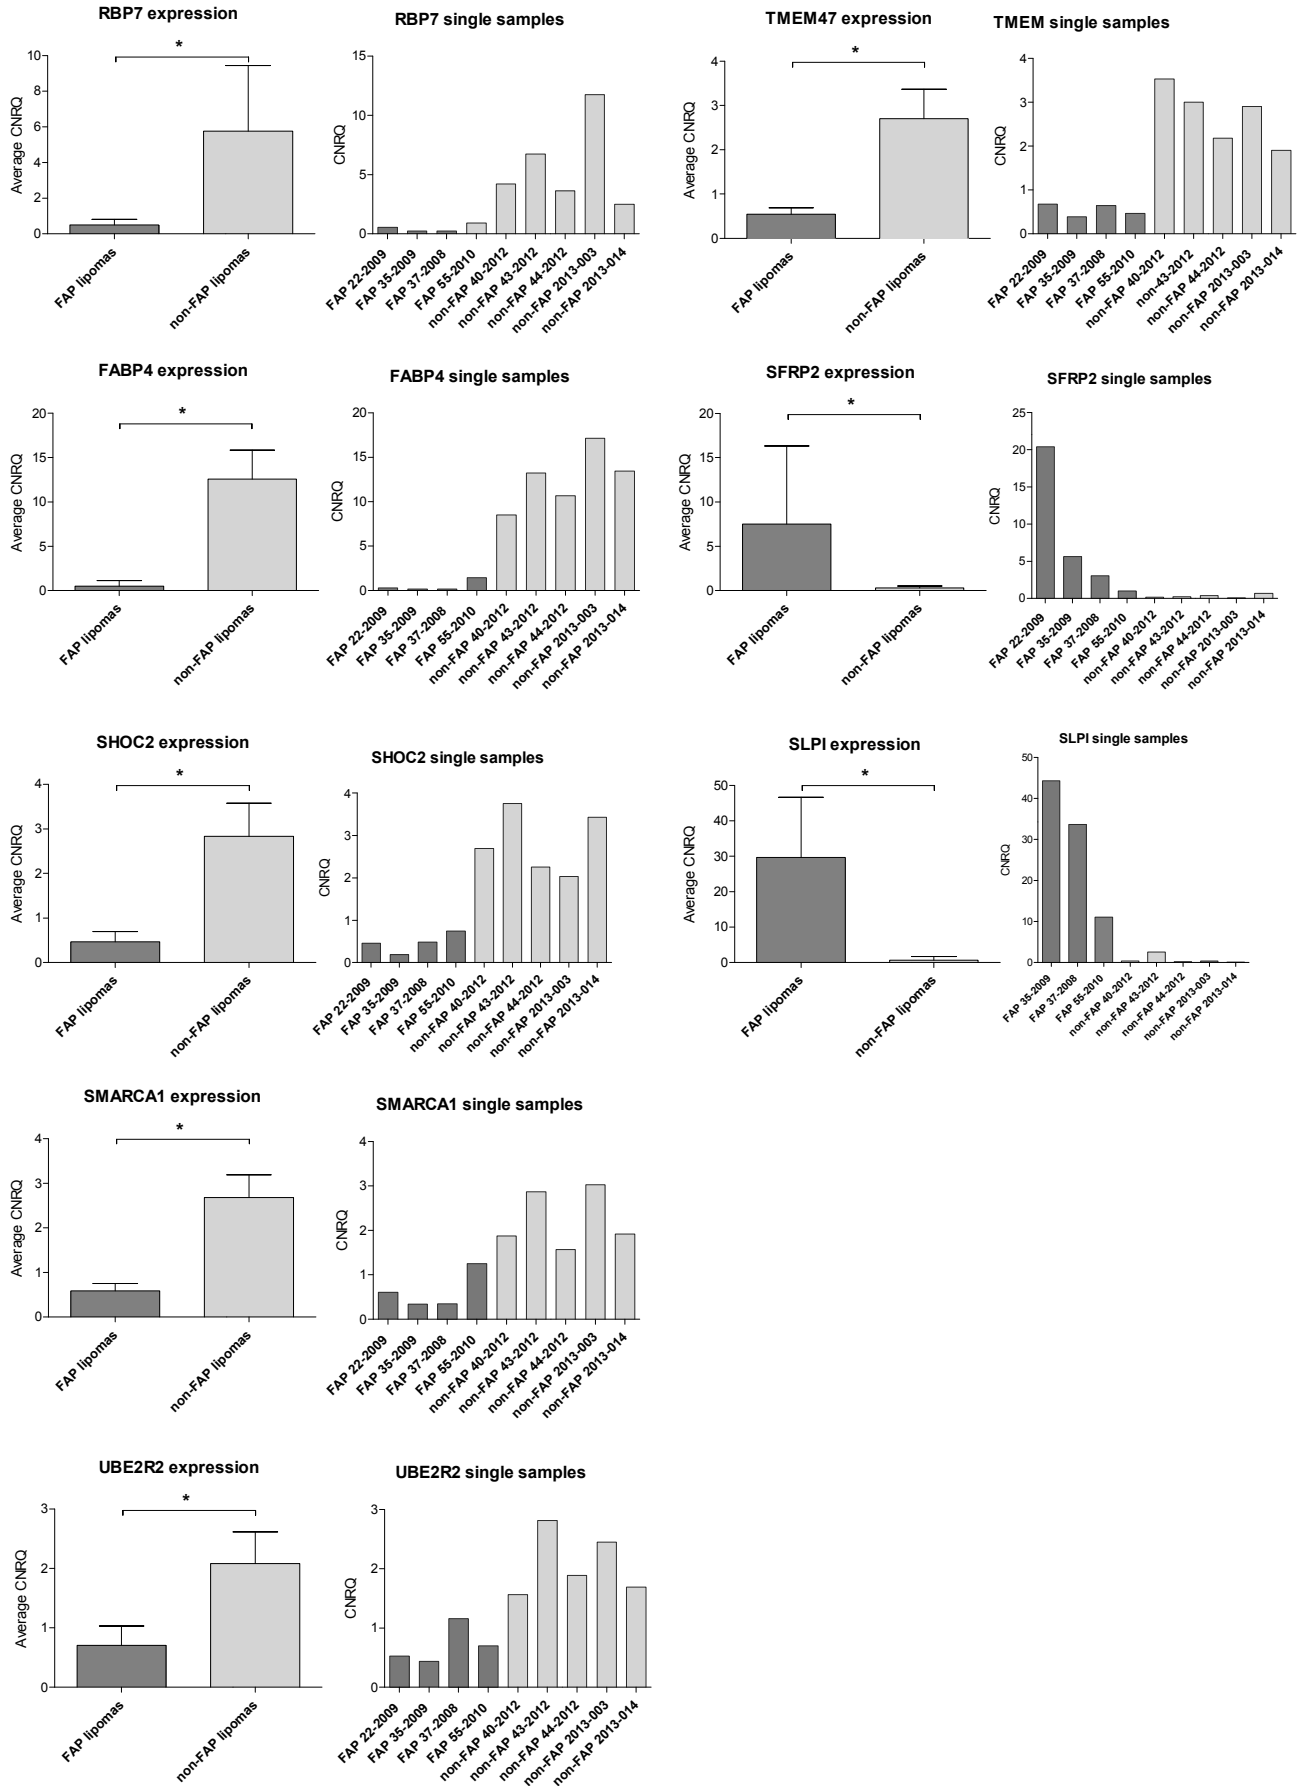 RBP7 expression
Average CNRQ
10
8
6
4
2
0
*
FAP lipomas
non-FAP lipomas
RBP7 single samples
CNRQ
15
10
5
0
FAP 22-2009
FAP 35-2009
FAP 37-2008
FAP 55-2010
non-FAP 40-2012
non-FAP 43-2012
non-FAP 44-2012
non-FAP 2013-003
non-FAP 2013-014
TMEM47 expression
Average CNRQ
4
3
2
1
0
*
FAP lipomas
non-FAP lipomas
TMEM single samples
CNRQ
4
3
2
1
0
FAP 22-2009
FAP 35-2009
FAP 37-2008
FAP 55-2010
non-FAP 40-2012
non-43-2012
non-FAP 44-2012
non-FAP 2013-003
non-FAP 2013-014
FABP4 expression
Average CNRQ
20
15
10
5
0
*
FAP lipomas
non-FAP lipomas
FABP4 single samples
CNRQ
20
15
10
5
0
FAP 22-2009
FAP 35-2009
FAP 37-2008
FAP 55-2010
non-FAP 40-2012
non-FAP 43-2012
non-FAP 44-2012
non-FAP 2013-003
non-FAP 2013-014
SFRP2 expression
Average CNRQ
20
15
10
5
0
*
FAP lipomas
non-FAP lipomas
SFRP2 single samples
CNRQ
25
20
15
10
5
0
FAP 22-2009
FAP 35-2009
FAP 37-2008
FAP 55-2010
non-FAP 40-2012
non-FAP 43-2012
non-FAP 44-2012
non-FAP 2013-003
non-FAP 2013-014
SHOC2 expression
Average CNRQ
4
3
2
1
0
*
FAP lipomas
non-FAP lipomas
SHOC2 single samples
CNRQ
4
3
2
1
0
FAP 22-2009
FAP 35-2009
FAP 37-2008
FAP 55-2010
non-FAP 40-2012
non-FAP 43-2012
non-FAP 44-2012
non-FAP 2013-003
non-FAP 2013-014
SLPI expression
Average CNRQ
50
40
30
20
10
0
*
FAP lipomas
non-FAP lipomas
SLPI single samples
CNRQ
50
40
30
20
10
0
FAP 35-2009
FAP 37-2008
FAP 55-2010
non-FAP 40-2012
non-FAP 43-2012
non-FAP 44-2012
non-FAP 2013-003
non-FAP 2013-014
SMARCA1 expression
Average CNRQ
4
3
2
1
0
*
FAP lipomas
non-FAP lipomas
SMARCA1 single samples
CNRQ
4
3
2
1
0
FAP 22-2009
FAP 35-2009
FAP 37-2008
FAP 55-2010
non-FAP 40-2012
non-FAP 43-2012
non-FAP 44-2012
non-FAP 2013-003
non-FAP 2013-014
UBE2R2 expression
Average CNRQ
3
2
1
0
*
FAP lipomas
non-FAP lipomas
UBE2R2 single samples
CNRQ
3
2
1
0
FAP 22-2009
FAP 35-2009
FAP 37-2008
FAP 55-2010
non-FAP 40-2012
non-FAP 43-2012
non-FAP 44-2012
non-FAP 2013-003
non-FAP 2013-014